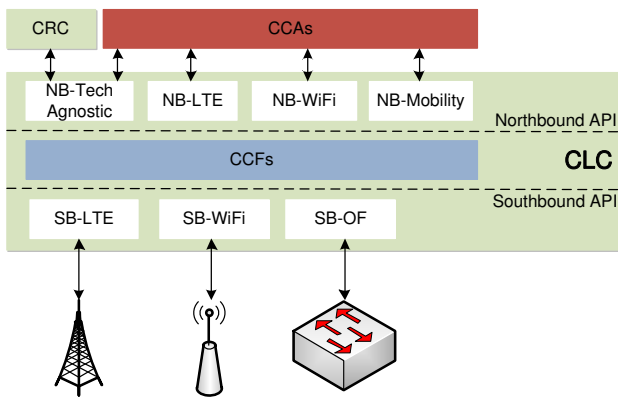 CRC
CCAs
NB-Tech
Agnostic
NB-LTE
NB-WiFi
NB-Mobility
Northbound API
CCFs
CLC
Southbound API
SB-LTE
SB-WiFi
SB-OF